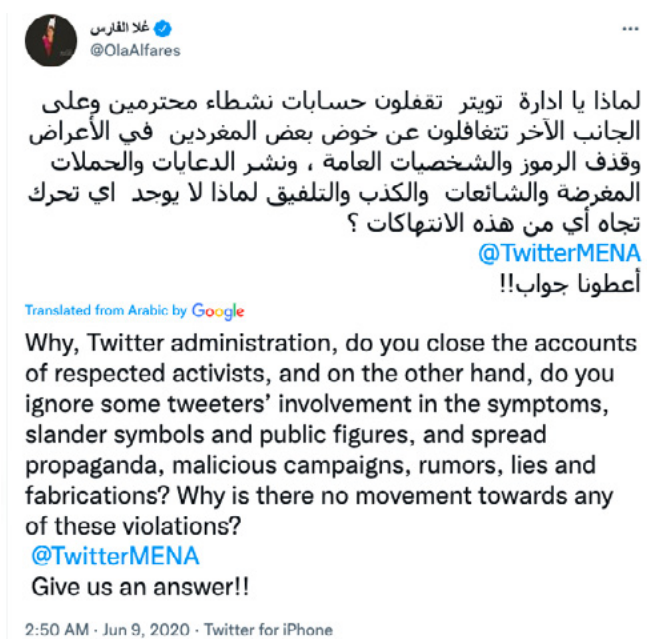 علا الفارس
@OlaAlfares
لماذا يا ادارة تويتر تقفلون حسابات نشطاء محترمين وعلى
الجانب الآخر تتغافلون عن خوض بعض المغردين في الأعراض
وقذف الرموز والشخصيات العامة ، ونشر الدعايات والحملات
المغرضة والشائعات والكذب والتلفيق لماذا لا يوجد اي تحرك
تجاه أي من هذه الانتهاكات ؟
@TwitterMENA
أعطونا جواب!!
Translated from Arabic by Google
Why, Twitter administration, do you close the accounts
of respected activists, and on the other hand, do you
ignore some tweeters’ involvement in the symptoms,
slander symbols and public figures, and spread
propaganda, malicious campaigns, rumors, lies and
fabrications? Why is there no movement towards any
of these violations?
@TwitterMENA
Give us an answer!!
2:50 AM · Jun 9, 2020 · Twitter for iPhone